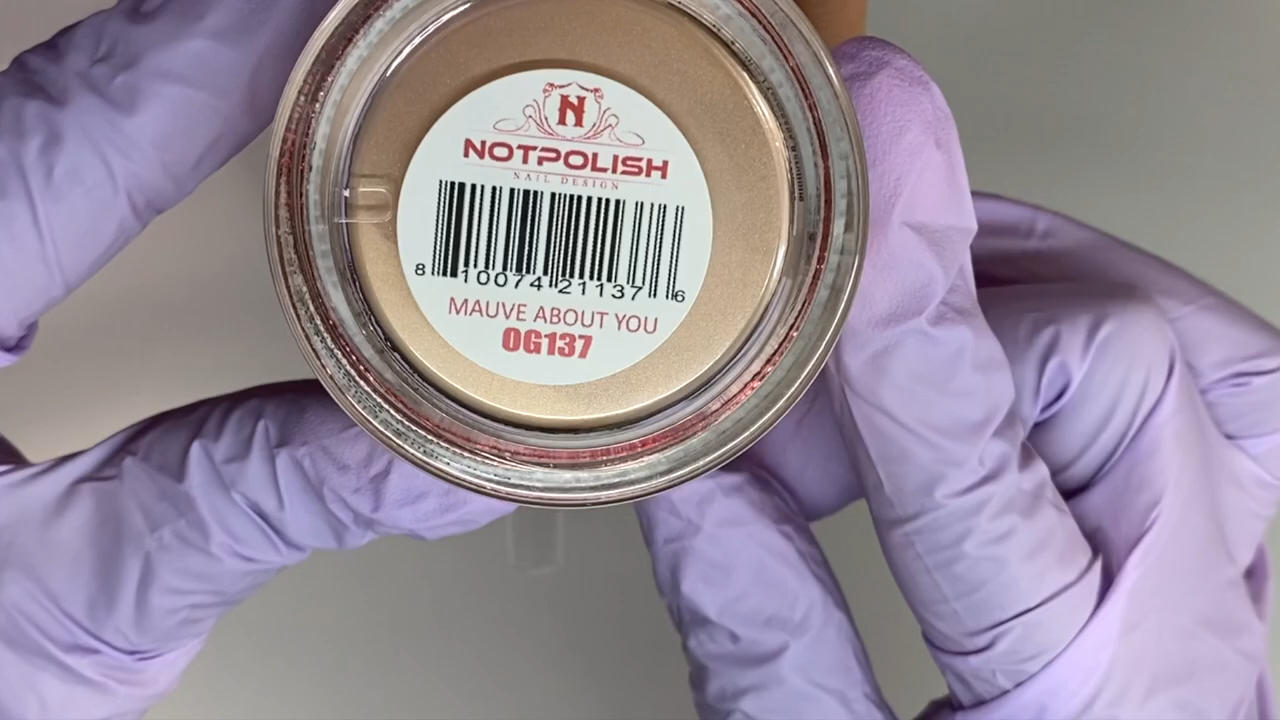 N
NOTPOLISH
NAIL DESIGN
8 10074 21137 6
MAUVE ABOUT YOU
OG137